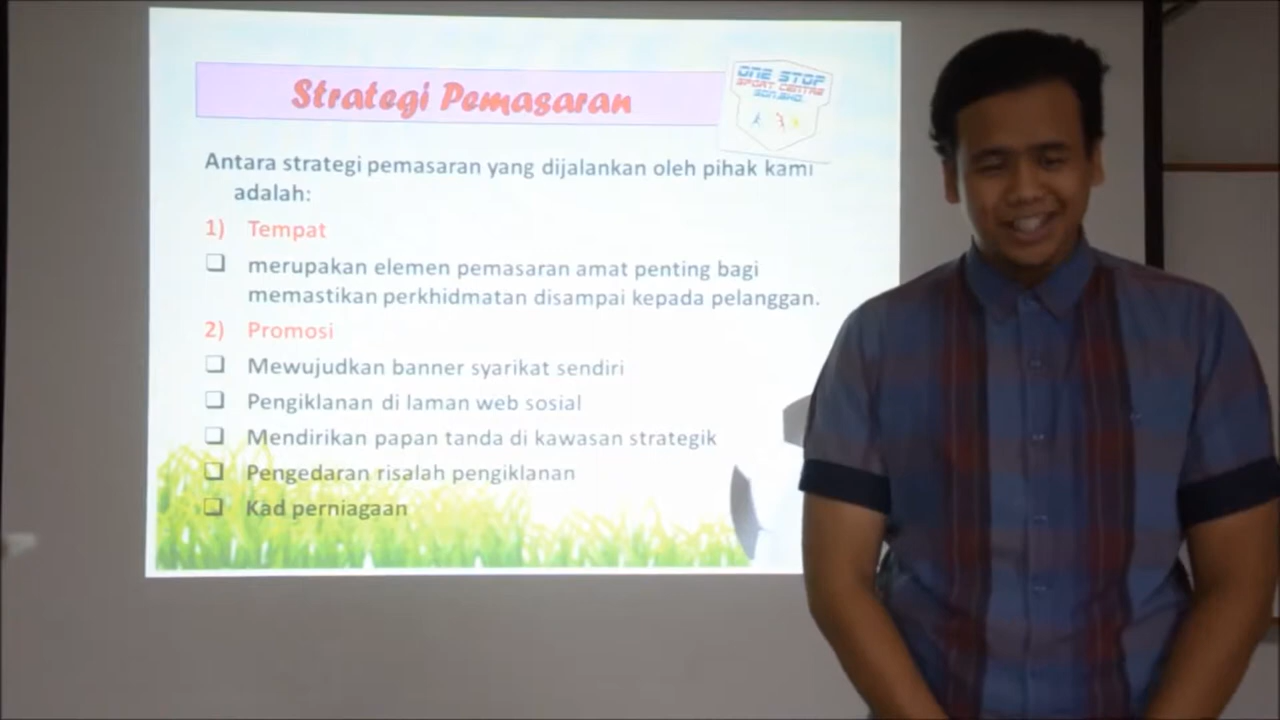 Strategi Pemasaran
ONE STOP
SPORT CENTRE
SDN.BHD.
Antara strategi pemasaran yang dijalankan oleh pihak kami
adalah:
1) Tempat
❑ merupakan elemen pemasaran amat penting bagi
memastikan perkhidmatan disampai kepada pelanggan.
2) Promosi
❑ Mewujudkan banner syarikat sendiri
❑ Pengiklanan di laman web sosial
❑ Mendirikan papan tanda di kawasan strategik
❑ Pengedaran risalah pengiklanan
❑ Kad perniagaan